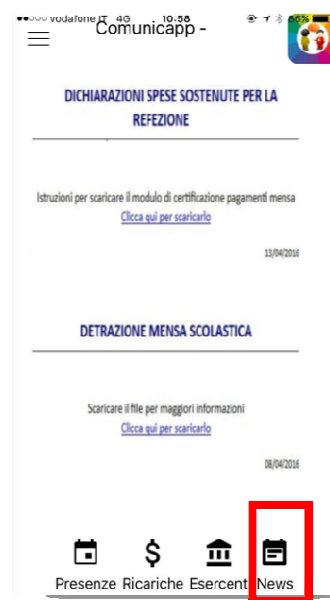 vodafone IT 4G 10:58 86%
Comunicapp -
DICHIARAZIONI SPESE SOSTENUTE PER LA
REFEZIONE
Istruzioni per scaricare il modulo di certificazione pagamenti mensa
Clicca qui per scaricarlo
13/04/2016
DETRAZIONE MENSA SCOLASTICA
Scaricare il file per maggiori informazioni
Clicca qui per scaricarlo
08/04/2016
Presenze Ricariche Esercent News